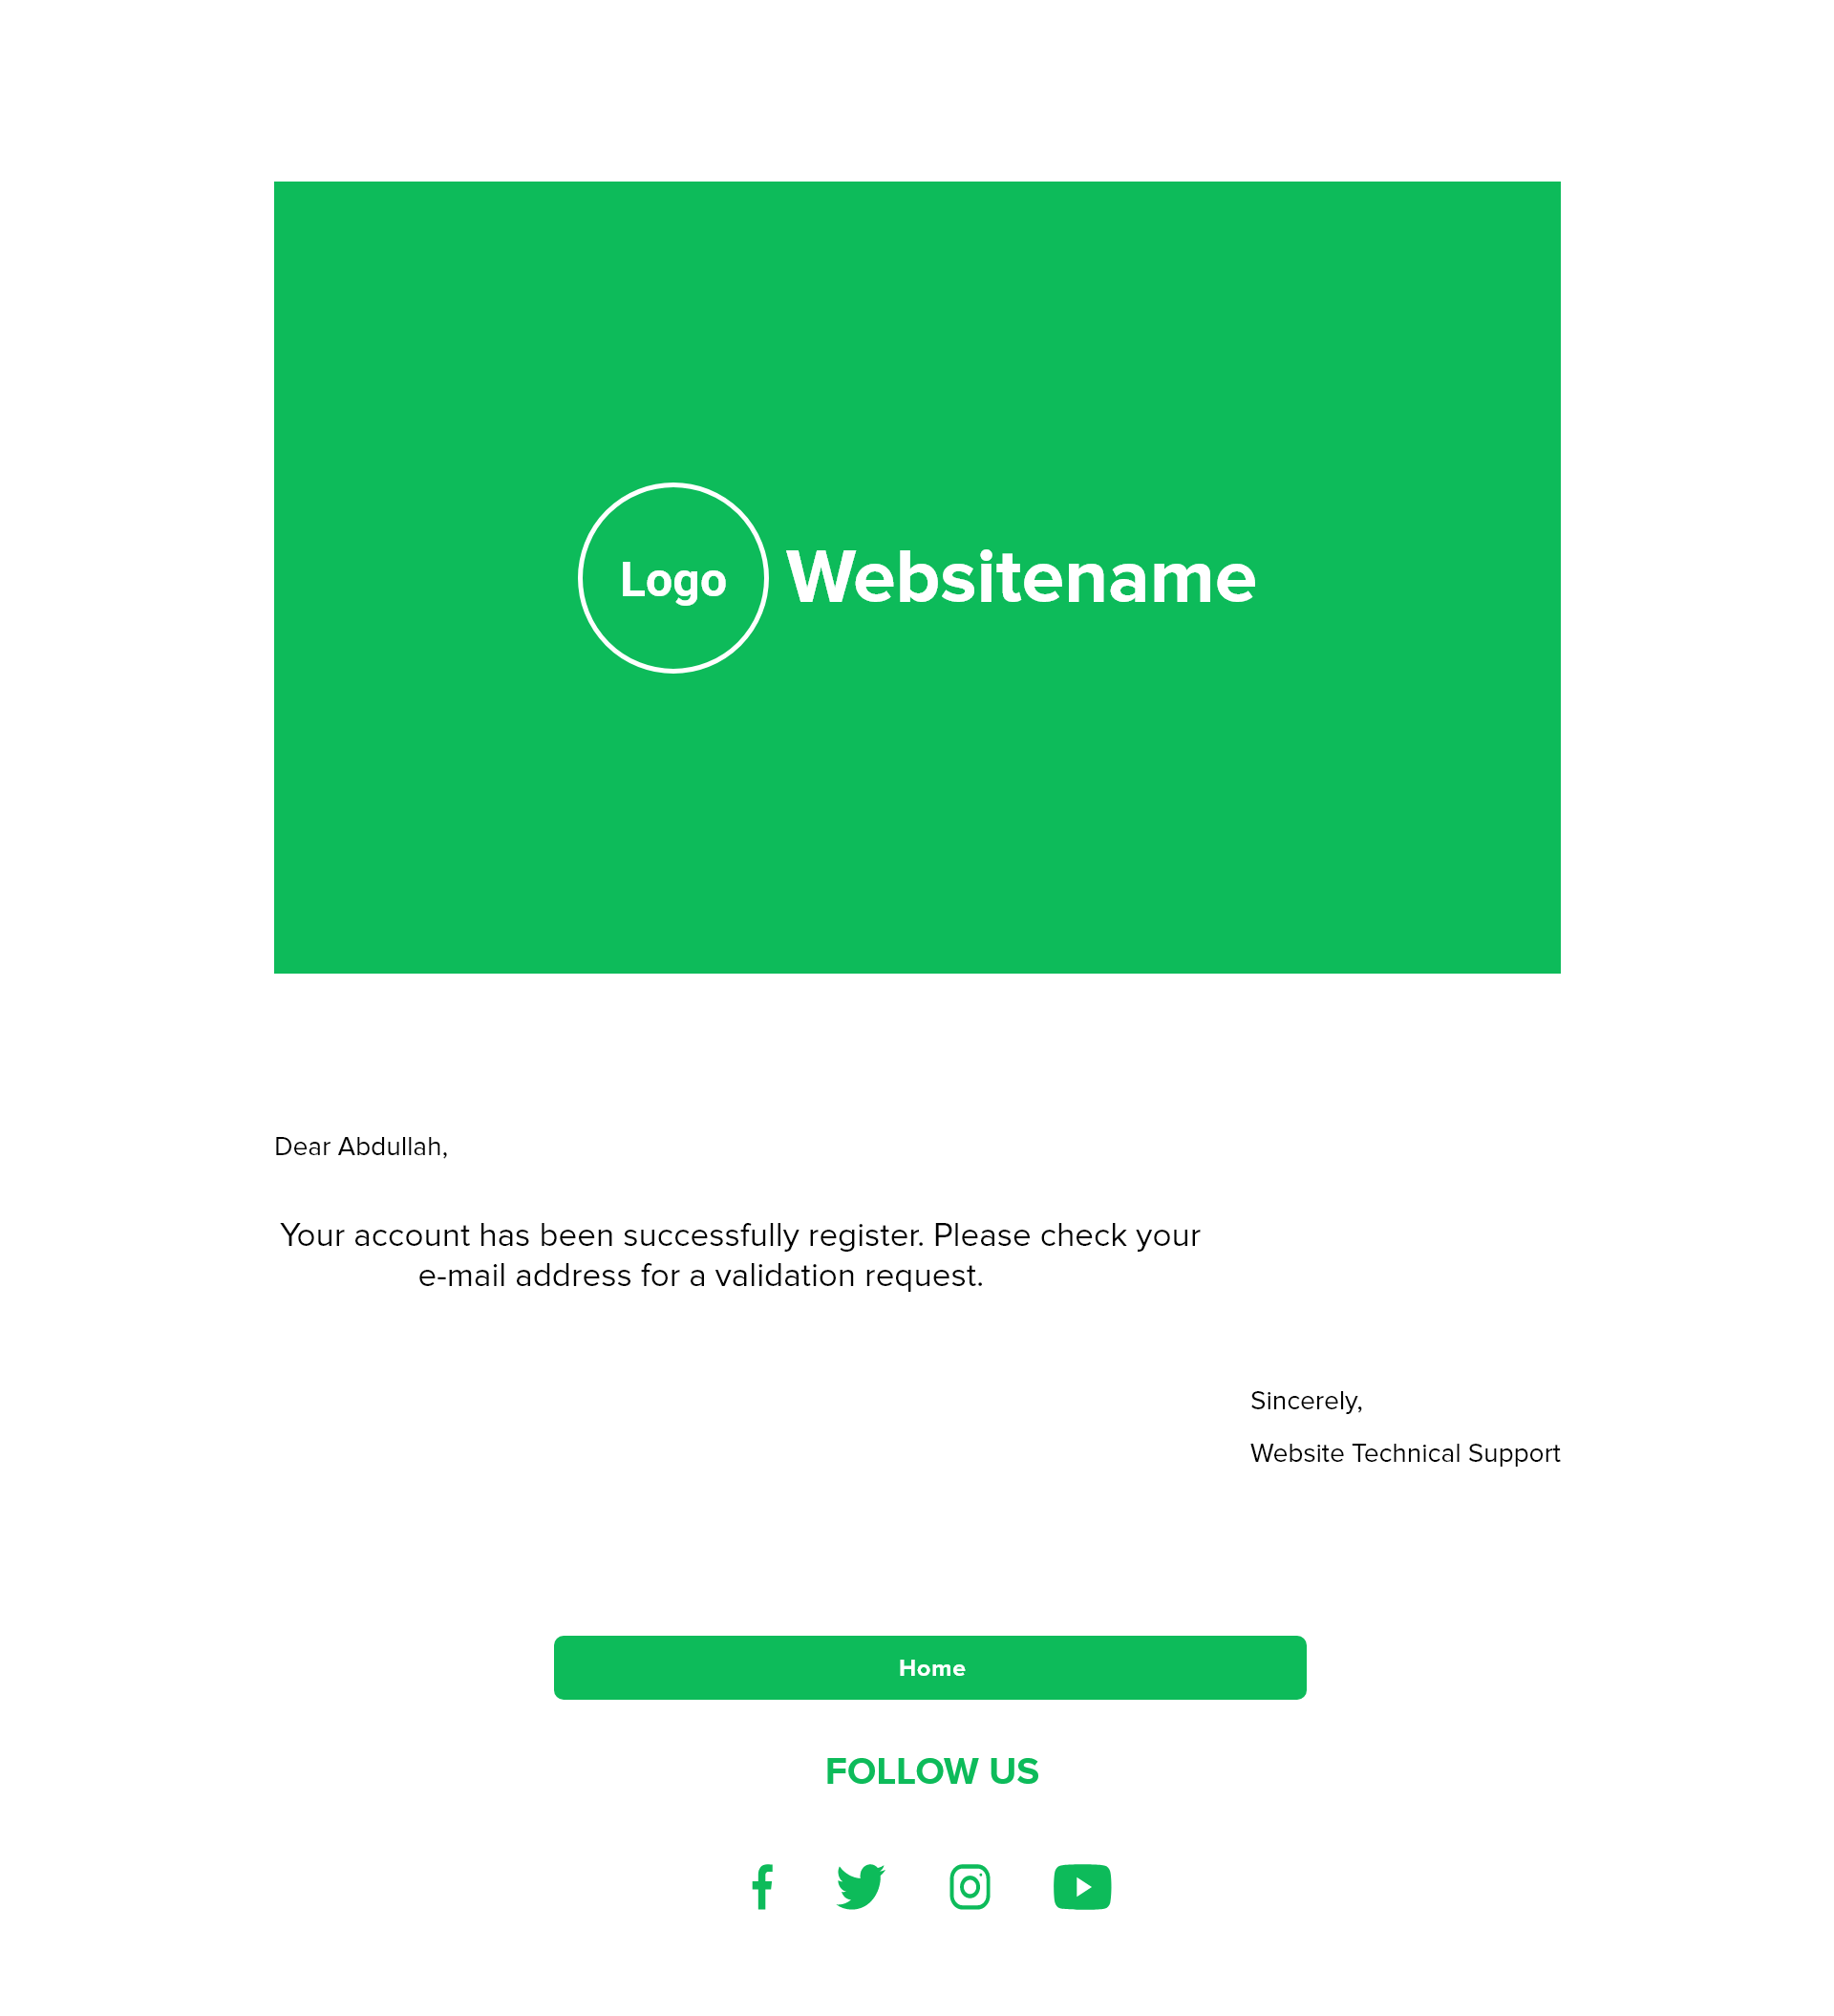 Logo
Websitename
Dear Abdullah,
Your account has been successfully register. Please check your
e-mail address for a validation request.
Sincerely,
Website Technical Support
Home
FOLLOW US